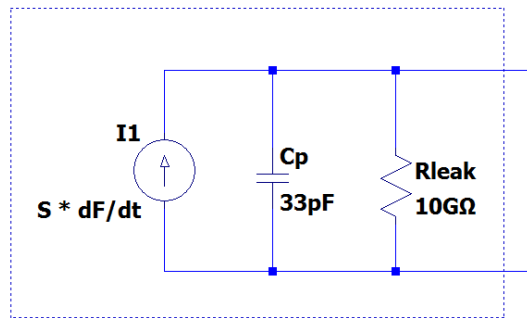 I1
S * dF/dt
Cp
33pF
Rleak
10GΩ